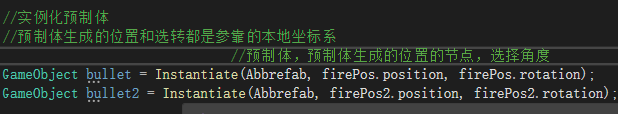 //实例化预制体
//预制体生成的位置和选转都是参靠的本地坐标系
//预制体，预制体生成的位置的节点，选择角度
GameObject bullet = Instantiate(Abbrefab, firePos.position, firePos.rotation);
GameObject bullet2 = Instantiate(Abbrefab, firePos2.position, firePos2.rotation);